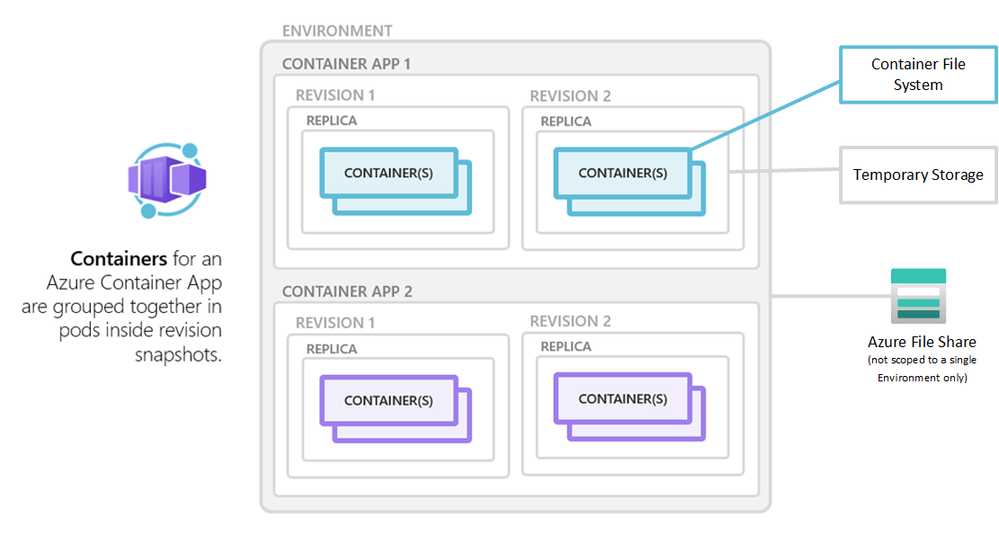 ENVIRONMENT
CONTAINER APP 1
REVISION 1
REPLICA
CONTAINER(S)
REVISION 2
REPLICA
CONTAINER(S)
Container File
System
Temporary Storage
Containers for an
Azure Container App
are grouped together in
pods inside revision
snapshots.
CONTAINER APP 2
REVISION 1
REPLICA
CONTAINER(S)
REVISION 2
REPLICA
CONTAINER(S)
Azure File Share
(not scoped to a single
Environment only)